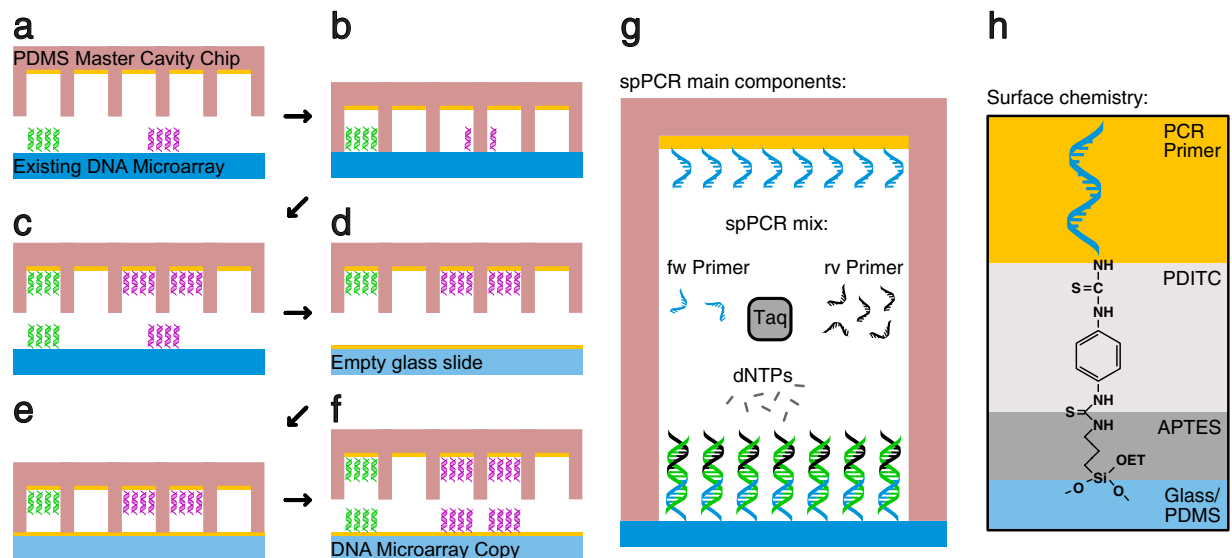 a
PDMS Master Cavity Chip
Existing DNA Microarray
b
c
d
Empty glass slide
e
f
DNA Microarray Copy
g
spPCR main components:
spPCR mix:
fw Primer
rv Primer
Taq
dNTPs
h
Surface chemistry:
PCR
Primer
NH
S
C
PDITC
NH
NH
S
NH
APTES
OET
Si
O
O
Glass/
PDMS